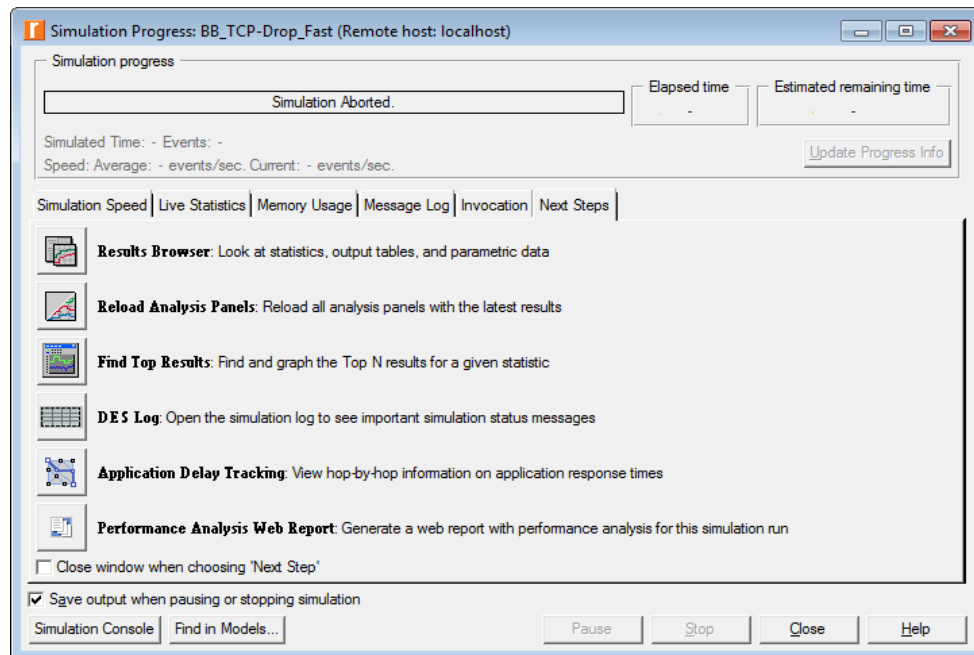 Simulation Progress: BB_TCP-Drop_Fast (Remote host: localhost)
Simulation progress
Simulation Aborted.
Elapsed time
-
Estimated remaining time
-
Simulated Time: - Events: -
Speed: Average: - events/sec. Current: - events/sec.
Update Progress Info
Simulation Speed Live Statistics Memory Usage Message Log Invocation Next Steps
Results Browser: Look at statistics, output tables, and parametric data
Reload Analysis Panels: Reload all analysis panels with the latest results
Find Top Results: Find and graph the Top N results for a given statistic
DES Log: Open the simulation log to see important simulation status messages
Application Delay Tracking: View hop-by-hop information on application response times
Performance Analysis Web Report: Generate a web report with performance analysis for this simulation run
Close window when choosing 'Next Step'
Save output when pausing or stopping simulation
Simulation Console Find in Models... Pause Stop Close Help